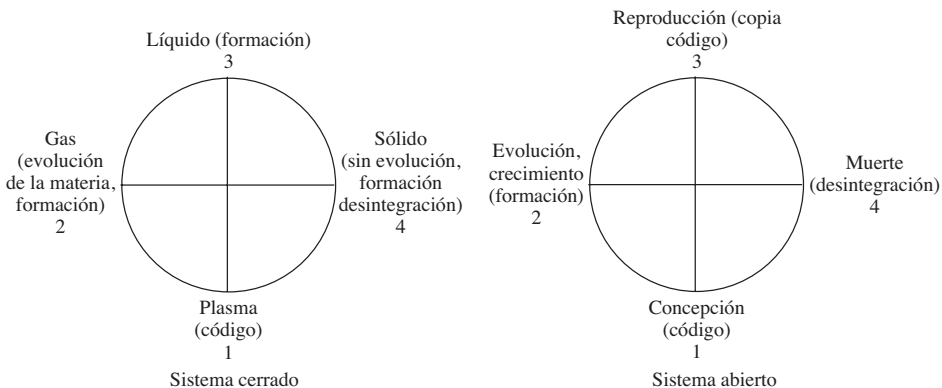 Líquido (formación)
3
Gas
(evolución
de la materia,
formación)
2
Sólido
(sin evolución,
formación
desintegración)
4
Plasma
(código)
1
Sistema cerrado
Reproducción (copia
código)
3
Evolución,
crecimiento
(formación)
2
Muerte
(desintegración)
4
Concepción
(código)
1
Sistema abierto